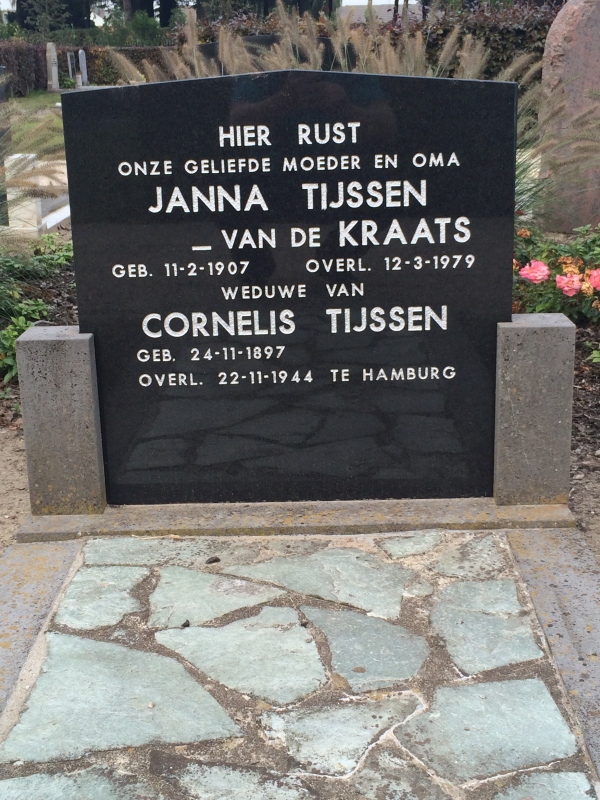 HIER RUST
ONZE GELIEFDE MOEDER EN OMA
JANNA TIJSSEN
_ VAN DE KRAATS
GEB. 11-2-1907 OVERL. 12-3-1979
WEDUWE VAN
CORNELIS TIJSSEN
GEB. 24-11-1897
OVERL. 22-11-1944 TE HAMBURG